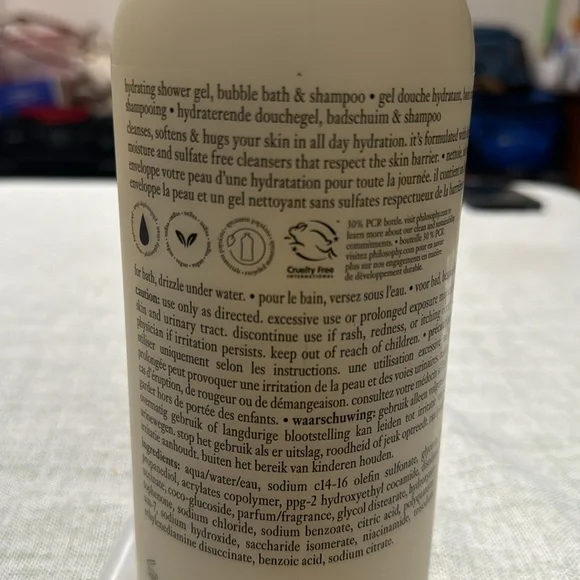 hydrating shower gel, bubble bath & shampoo • gel douche hydratant,
shampooing • hydraterende douchegel, badschuim & shampoo
cleanses, softens & hugs your skin in all day hydration. it's formulated with
moisture and sulfate free cleansers that respect the skin barrier. • nettoie,
enveloppe votre peau d'une hydratation pour toute la journée. il contient
enveloppe la peau et un gel nettoyant sans sulfates respectueux de la barrière
Cruelty Free
INTERNATIONAL
30% PCR bottle. visit philosophy.com to
learn more about our clean and sustainability
commitments. • bouteille 30 % PCR
visitez philosophy.com pour en savoir
plus sur nos engagements en matière
de développement durable.
for bath, drizzle under water. • pour le bain, versez sous l'eau. • voor bad,
caution: use only as directed. excessive use or prolonged exposure may
skin and urinary tract. discontinue use if rash, redness, or itching
physician if irritation persists. keep out of reach of children. •
utiliser uniquement selon les instructions. une utilisation
prolongée peut provoquer une irritation de la peau et des voies
cas d'éruption, de rougeur ou de démangeaison. consultez votre médecin
garder hors de portée des enfants. • waarschuwing: gebruik alleen
overmatig gebruik of langdurige blootstelling kan leiden tot
urinewegen. stop het gebruik als er uitslag, roodheid of jeuk optreedt.
irritatie aanhoudt. buiten het bereik van kinderen houden.
ingredients: aqua/water/eau, sodium c14-16 olefin sulfonate,
propanediol, acrylates copolymer, ppg-2 hydroxyethyl cocamide,
coco-glucoside, parfum/fragrance, glycol distearate,
sodium chloride, sodium benzoate, citric acid,
sodium hydroxide, saccharide isomerate, niacinamide,
disuccinate, benzoic acid, sodium citrate.